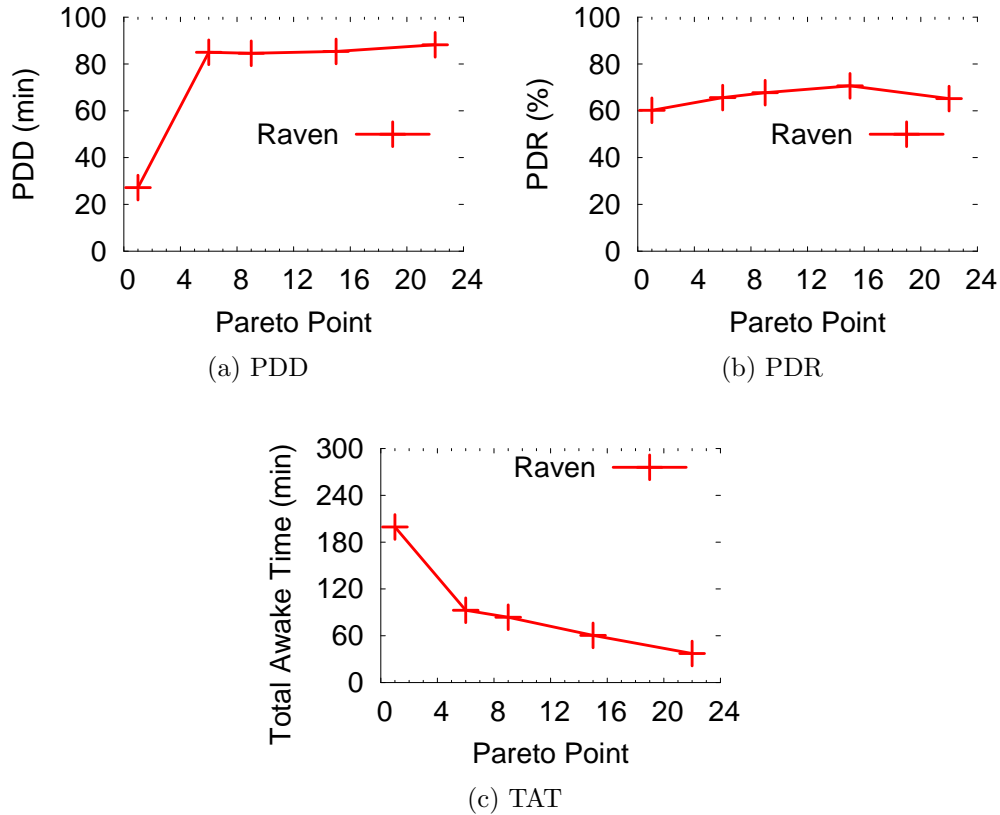 PDD (min)
100
80
60
40
20
0
Raven
0 4 8 12 16 20 24
Pareto Point
(a) PDD
PDR (%)
100
80
60
40
20
0
Raven
0 4 8 12 16 20 24
Pareto Point
(b) PDR
Total Awake Time (min)
300
240
180
120
60
0
Raven
0 4 8 12 16 20 24
Pareto Point
(c) TAT